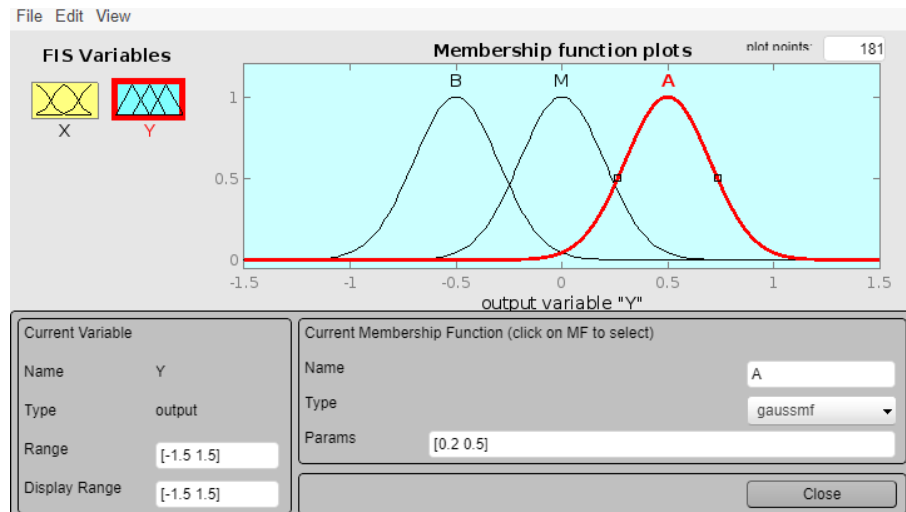 File Edit View
FIS Variables
X
Y
Membership function plots
plot points:
181
B
M
A
1
0.5
0
-1.5
-1
-0.5
0
0.5
1
1.5
output variable "Y"
Current Variable
Name Y
Type output
Range [-1.5 1.5]
Display Range [-1.5 1.5]
Current Membership Function (click on MF to select)
Name A
Type gaussmf
Params [0.2 0.5]
Close